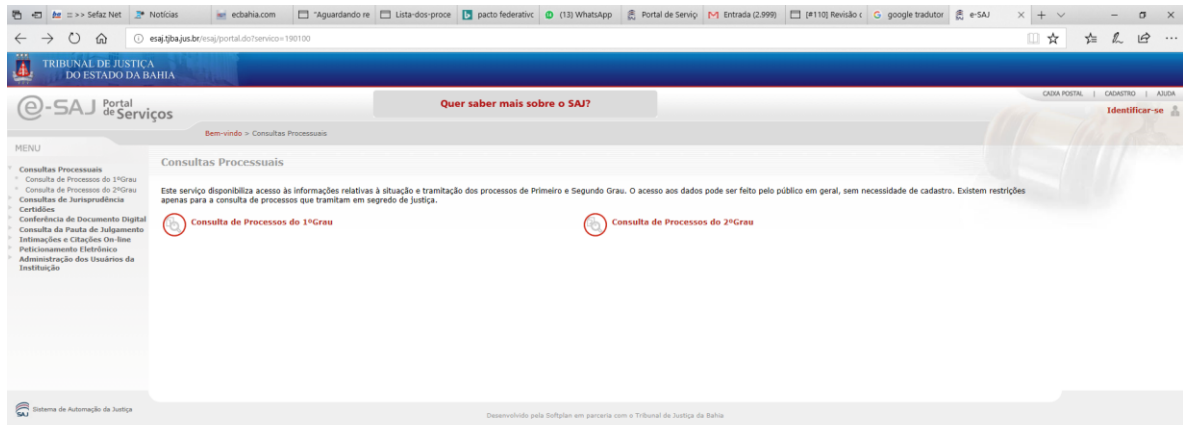 == >> Sefaz Net
Notícias
ecbahia.com
"Aguardando re
Lista-dos-proce
pacto federativo
(13) WhatsApp
Portal de Serviço
Entrada (2.999)
[#110] Revisão c
google tradutor
e-SAJ
esaj.tjba.jus.br/esaj/portal.do?servico=190100
TRIBUNAL DE JUSTIÇA
DO ESTADO DA BAHIA
CAIXA POSTAL | CADASTRO | AJUDA
e-SAJ Portal de Serviços
Quer saber mais sobre o SAJ?
Identificar-se
Bem-vindo > Consultas Processuais
MENU
Consultas Processuais
Consulta de Processos do 1ºGrau
Consulta de Processos do 2ºGrau
Consultas de Jurisprudência
Certidões
Conferência de Documento Digital
Consulta da Pauta de Julgamento
Intimações e Citações On-line
Peticionamento Eletrônico
Administração dos Usuários da
Instituição
Consultas Processuais
Este serviço disponibiliza acesso às informações relativas à situação e tramitação dos processos de Primeiro e Segundo Grau. O acesso aos dados pode ser feito pelo público em geral, sem necessidade de cadastro. Existem restrições
apenas para a consulta de processos que tramitam em segredo de justiça.
Consulta de Processos do 1ºGrau
Consulta de Processos do 2ºGrau
SAJ
Sistema de Automação da Justiça
Desenvolvido pela Softplan em parceria com o Tribunal de Justiça da Bahia